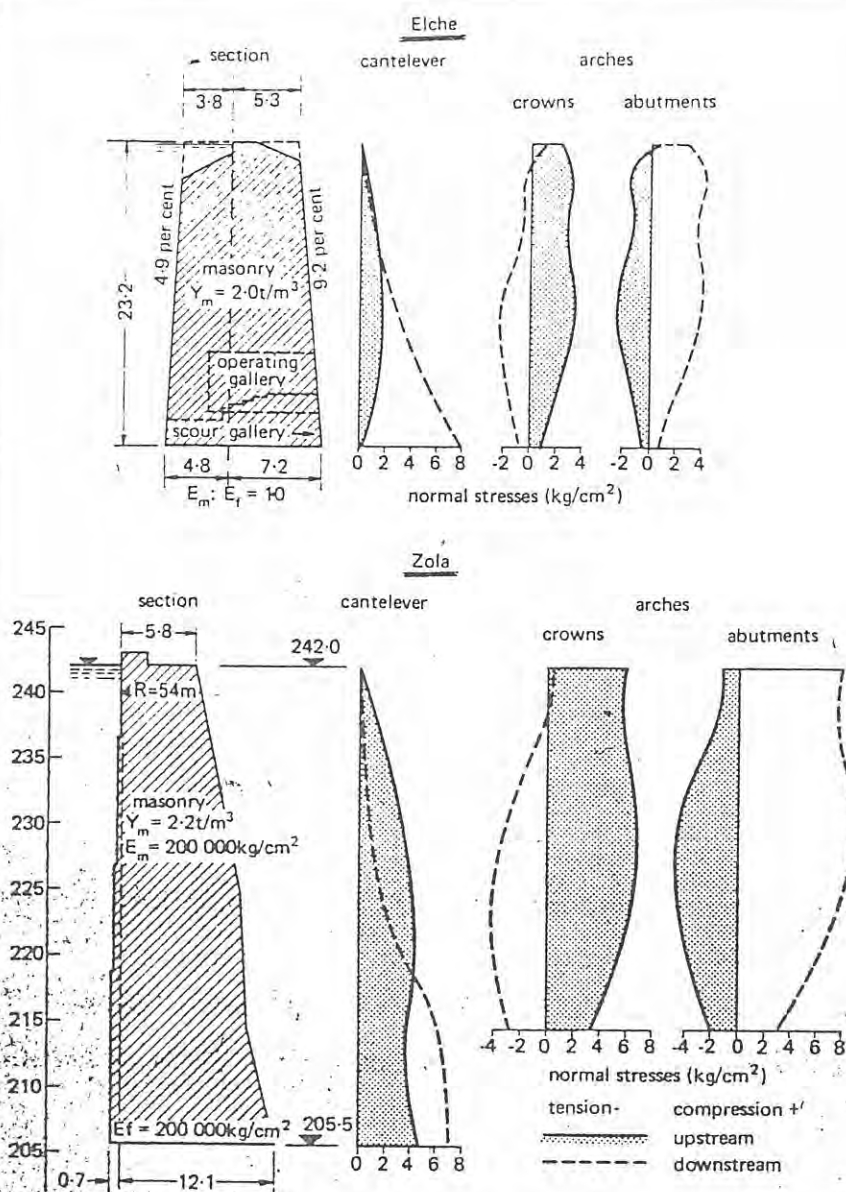 Elche
section
cantelever
arches
3·8
5·3
crowns
abutments
4·9 per cent
9·2 per cent
23·2
masonry
Ym = 2·0t/m³
operating
gallery
scour gallery
4·8
7·2
Em: Ef = 1·0
0 2 4 6 8
-2 0 2 4
-2 0 2 4
normal stresses (kg/cm²)
Zola
section
cantelever
arches
crowns
abutments
5·8
242·0
245
240
235
230
225
220
215
210
205
R=54m
masonry
Ym = 2·2t/m³
Em = 200 000kg/cm²
Ef = 200 000kg/cm²
205·5
0·7
12·1
0 2 4 6 8
-4 -2 0 2 4 6 8
-4 -2 0 2 4 6 8
normal stresses (kg/cm²)
tension-
compression +
upstream
downstream